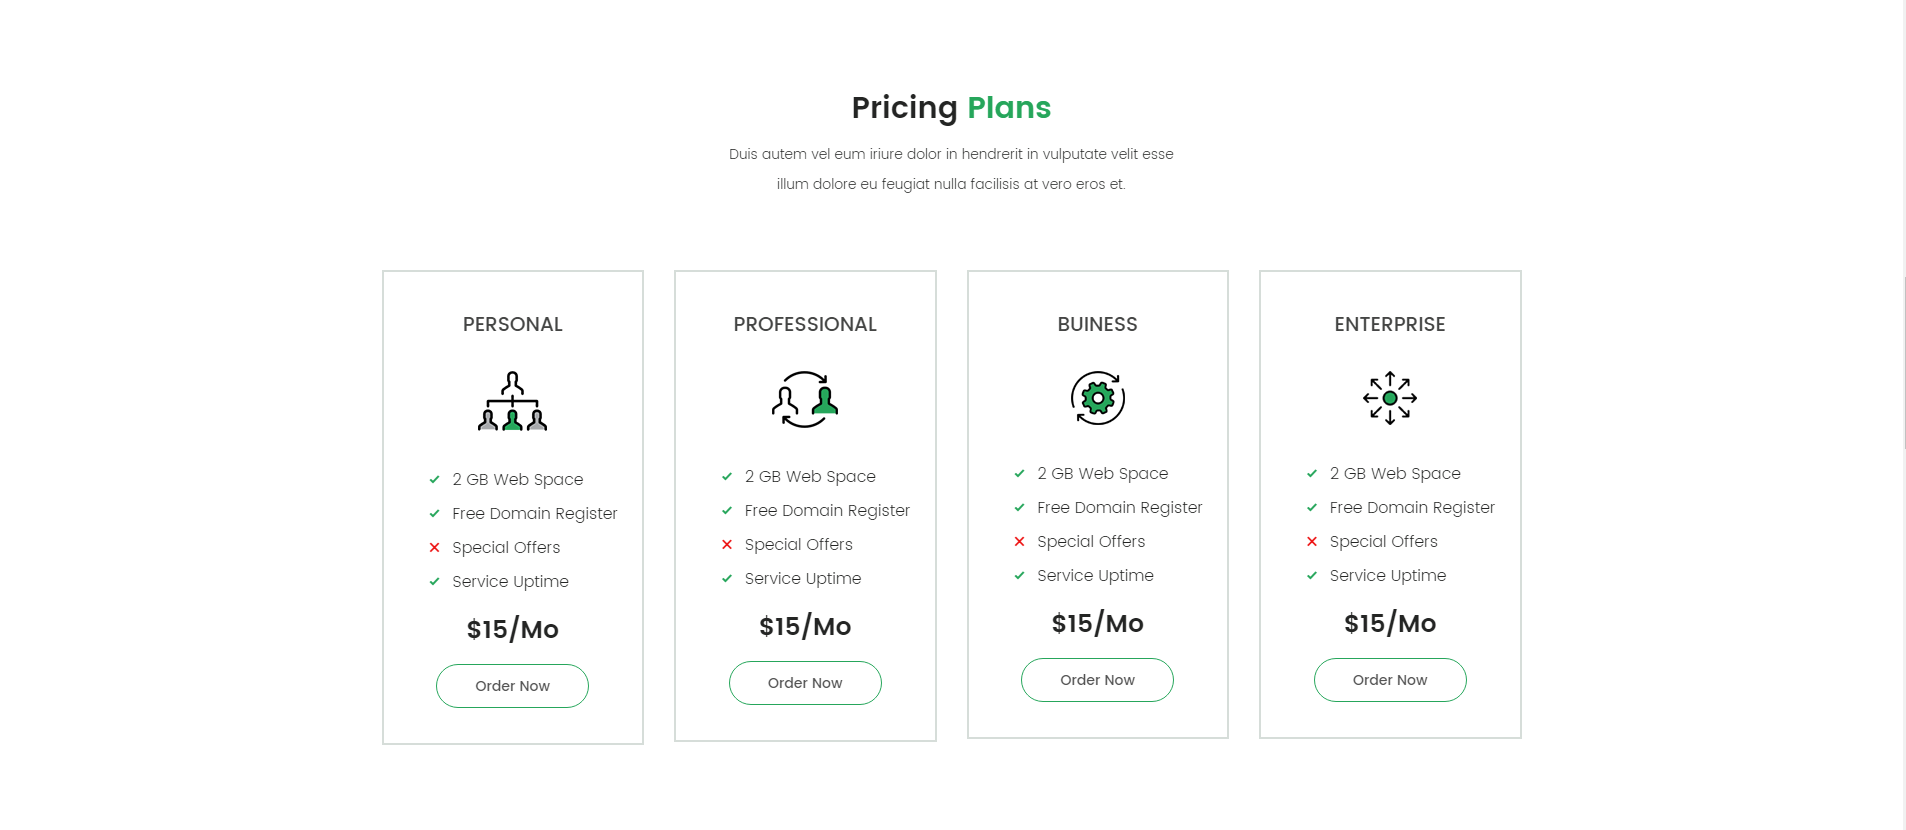 Pricing Plans
Duis autem vel eum iriure dolor in hendrerit in vulputate velit esse
illum dolore eu feugiat nulla facilisis at vero eros et.
PERSONAL
2 GB Web Space
Free Domain Register
Special Offers
Service Uptime
$15/Mo
Order Now
PROFESSIONAL
2 GB Web Space
Free Domain Register
Special Offers
Service Uptime
$15/Mo
Order Now
BUINESS
2 GB Web Space
Free Domain Register
Special Offers
Service Uptime
$15/Mo
Order Now
ENTERPRISE
2 GB Web Space
Free Domain Register
Special Offers
Service Uptime
$15/Mo
Order Now